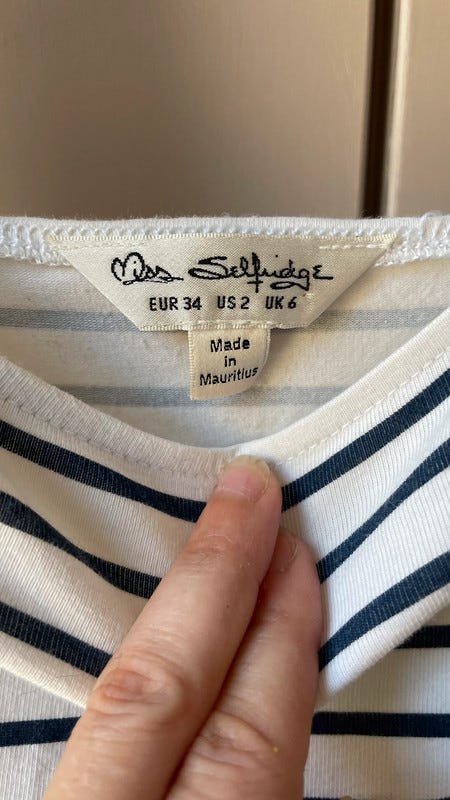 Miss Selfridge
EUR 34 US 2 UK 6
Made
in
Mauritius